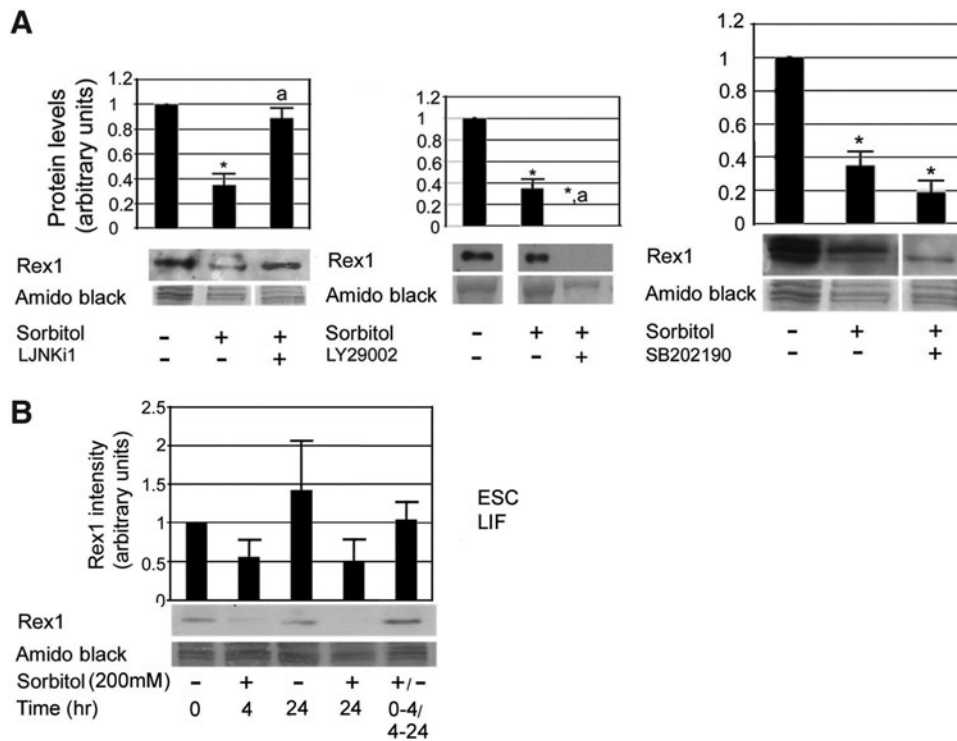 A
Protein levels
(arbitrary units)
1.2
1
0.8
0.6
0.4
0.2
0
*
a
Rex1
Amido black
Sorbitol - + +
LJNKi1 - - +
1.2
1
0.8
0.6
0.4
0.2
0
*
*,a
Rex1
Amido black
Sorbitol - + +
LY29002 - - +
1.2
1
0.8
0.6
0.4
0.2
0
*
*
Rex1
Amido black
Sorbitol - + +
SB202190 - - +
B
Rex1 intensity
(arbitrary units)
2.5
2
1.5
1
0.5
0
ESC
LIF
Rex1
Amido black
Sorbitol (200mM) - + - + +/-
Time (hr) 0 4 24 24 0-4/
4-24